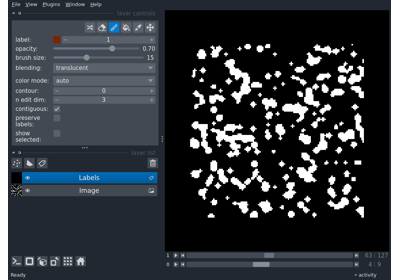 File View Plugins Window Help
layer controls
label: 1
opacity: 0.70
brush size: 15
blending: translucent
color mode: auto
contour: 0
n edit dim: 3
contiguous:
preserve
labels:
show
selected:
layer list
Labels
Image
1 63 127
0 4 9
Ready activity